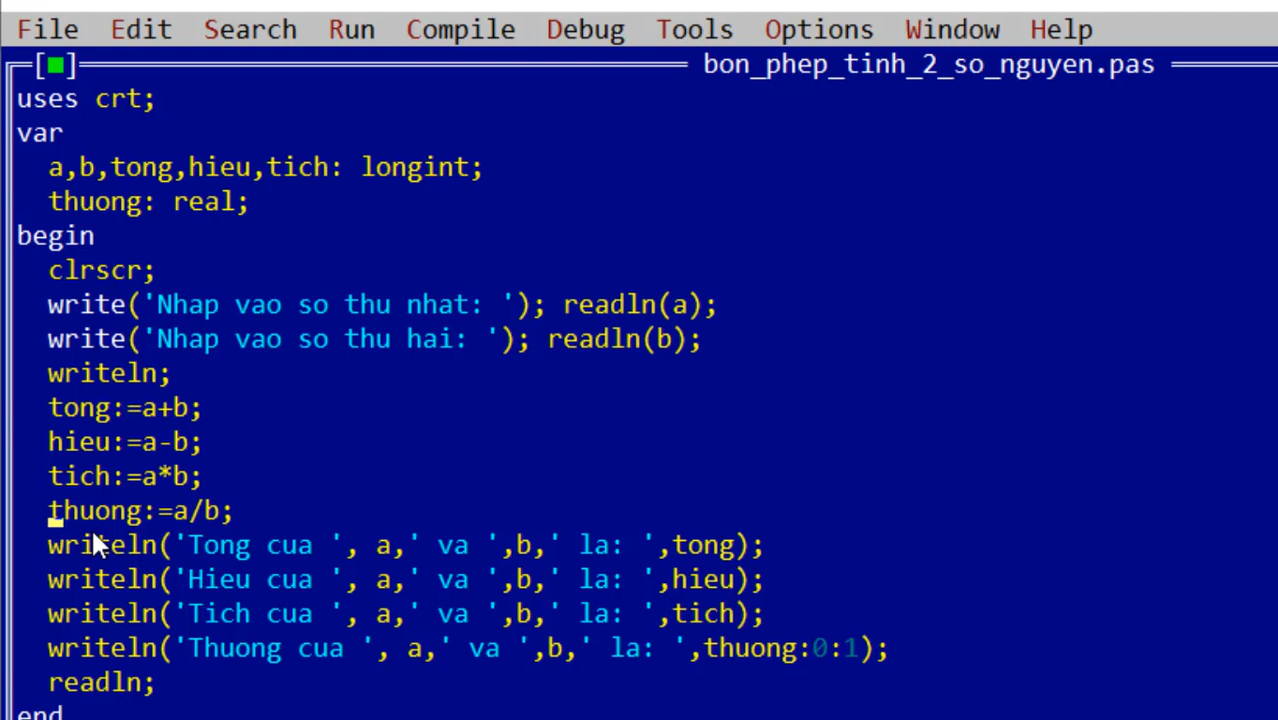 File Edit Search Run Compile Debug Tools Options Window Help
[■] bon_phep_tinh_2_so_nguyen.pas
uses crt;
var
a,b,tong,hieu,tich: longint;
thuong: real;
begin
clrscr;
write('Nhap vao so thu nhat: '); readln(a);
write('Nhap vao so thu hai: '); readln(b);
writeln;
tong:=a+b;
hieu:=a-b;
tich:=a*b;
thuong:=a/b;
writeln('Tong cua ', a,' va ',b,' la: ',tong);
writeln('Hieu cua ', a,' va ',b,' la: ',hieu);
writeln('Tich cua ', a,' va ',b,' la: ',tich);
writeln('Thuong cua ', a,' va ',b,' la: ',thuong:0:1);
readln;
end